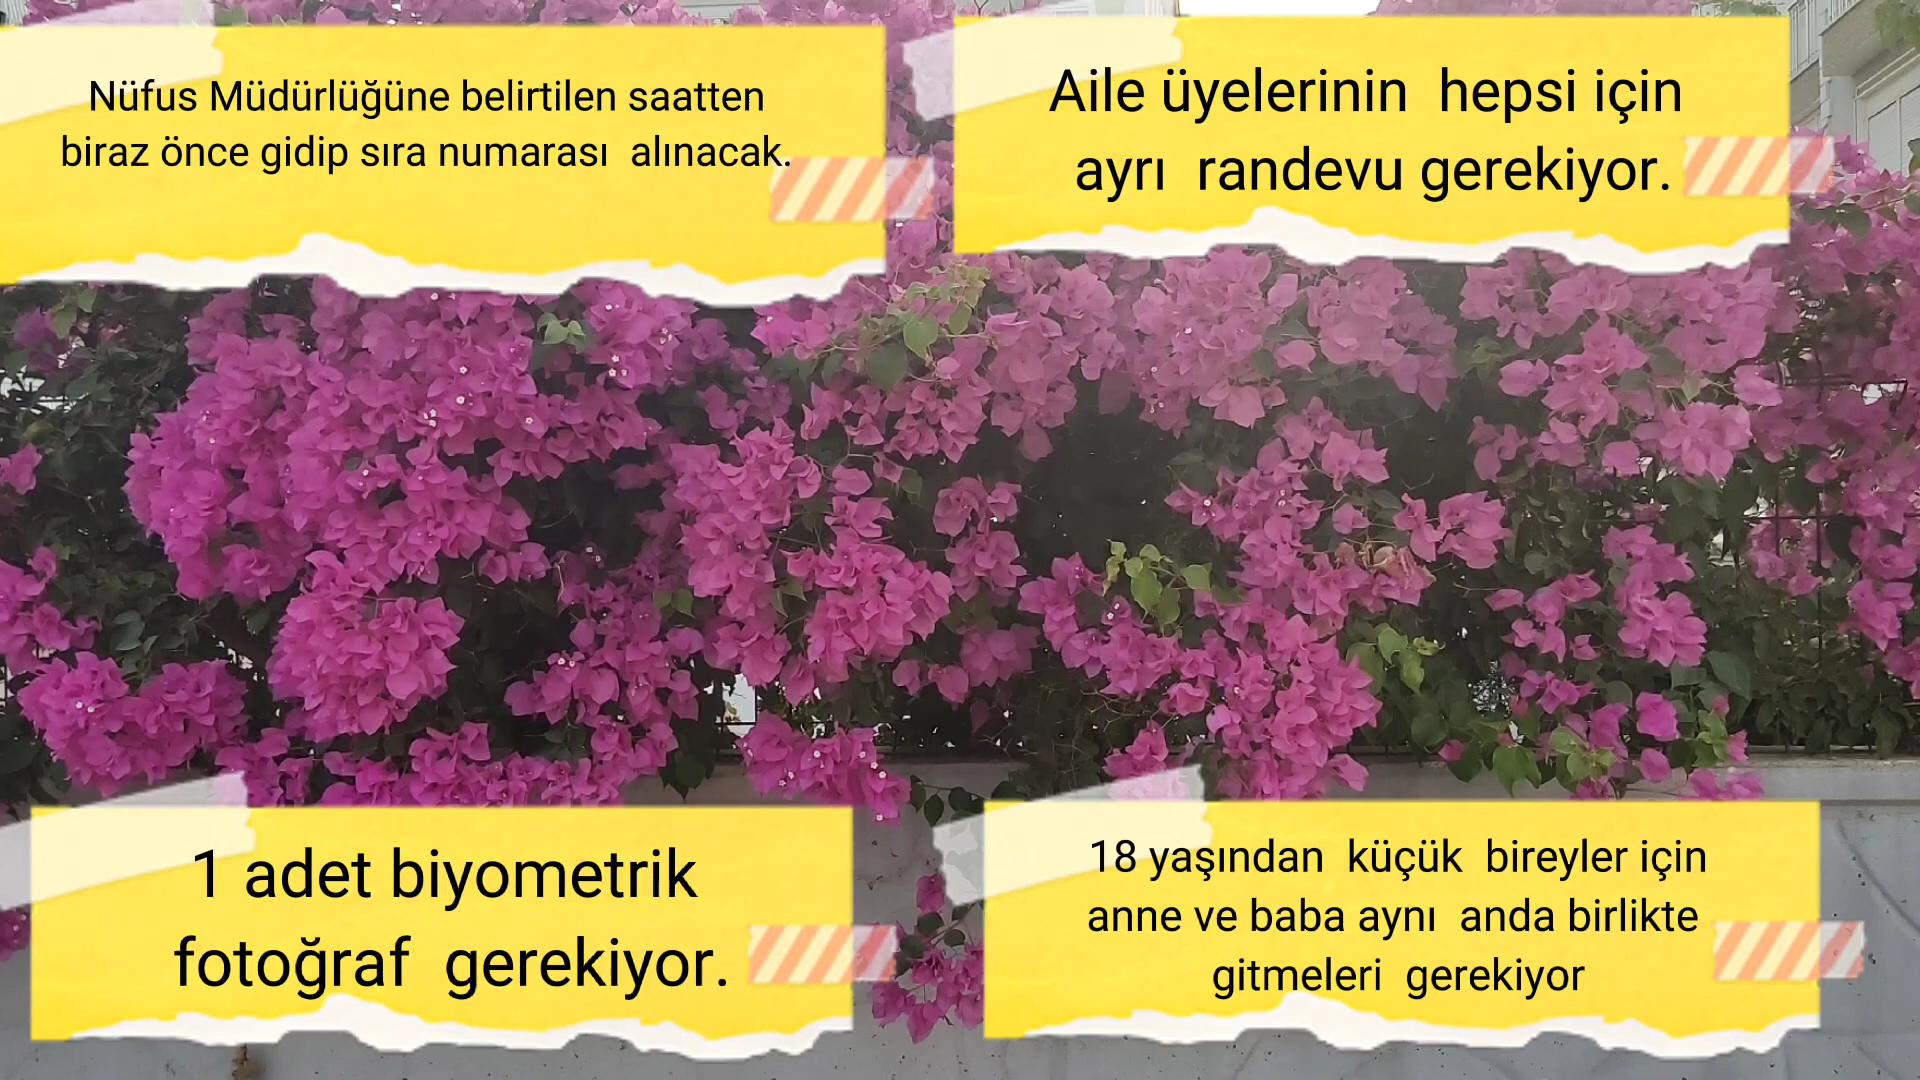 Nüfus Müdürlüğüne belirtilen saatten
biraz önce gidip sıra numarası alınacak.
Aile üyelerinin hepsi için
ayrı randevu gerekiyor.
1 adet biyometrik
fotoğraf gerekiyor.
18 yaşından küçük bireyler için
anne ve baba aynı anda birlikte
gitmeleri gerekiyor